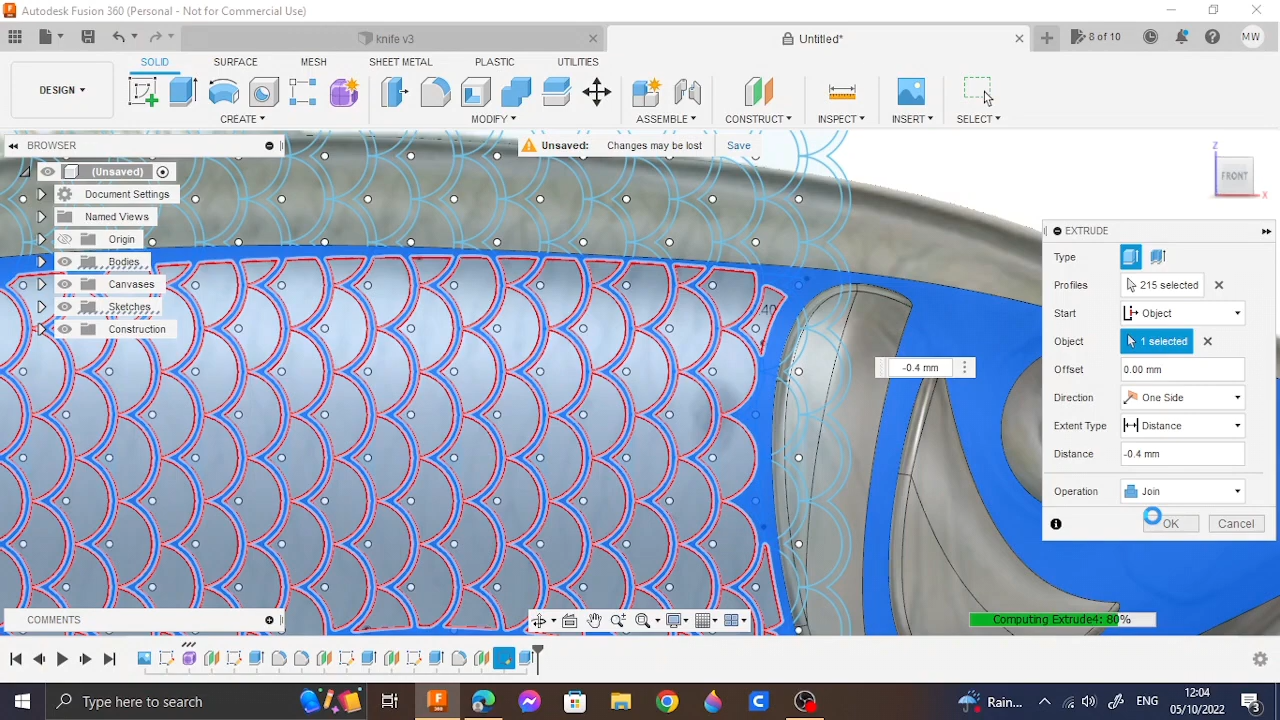 Autodesk Fusion 360 (Personal - Not for Commercial Use)
knife v3
Untitled*
8 of 10
MW
SOLID
SURFACE
MESH
SHEET METAL
PLASTIC
UTILITIES
DESIGN
CREATE
MODIFY
ASSEMBLE
CONSTRUCT
INSPECT
INSERT
SELECT
BROWSER
Unsaved:
Changes may be lost
Save
(Unsaved)
Document Settings
Named Views
Origin
Bodies
Canvases
Sketches
Construction
Z
FRONT
X
EXTRUDE
Type
Profiles
215 selected
Start
Object
Object
1 selected
Offset
0.00 mm
Direction
One Side
Extent Type
Distance
Distance
-0.4 mm
Operation
Join
OK
Cancel
-0.4 mm
Computing Extrude4: 80%
COMMENTS
Type here to search
Rain...
ENG
12:04
05/10/2022
3